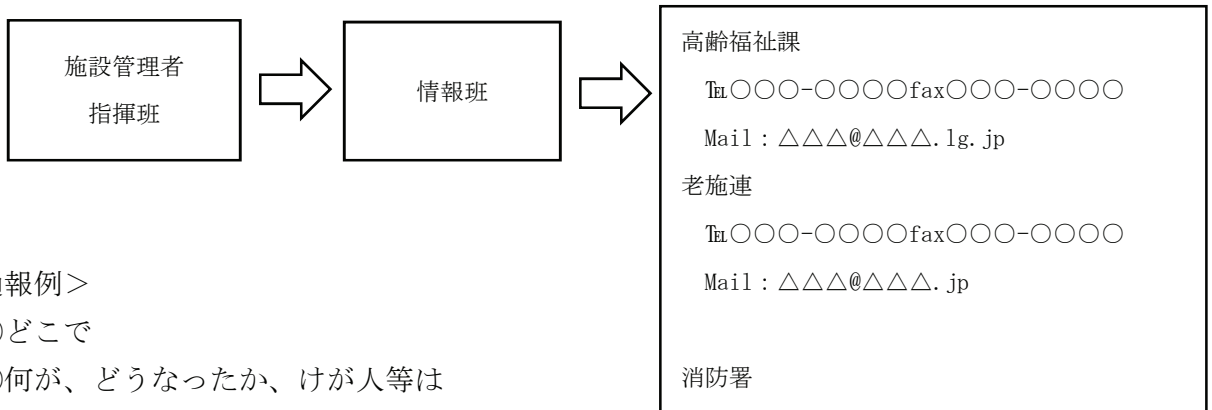 施設管理者
指揮班
情報班
高齢福祉課
℡○○○-○○○○fax○○○-○○○○
Mail：△△△@△△△.lg.jp
老施連
℡○○○-○○○○fax○○○-○○○○
Mail：△△△@△△△.jp
消防署
報例＞
どこで
何が、どうなったか、けが人等は